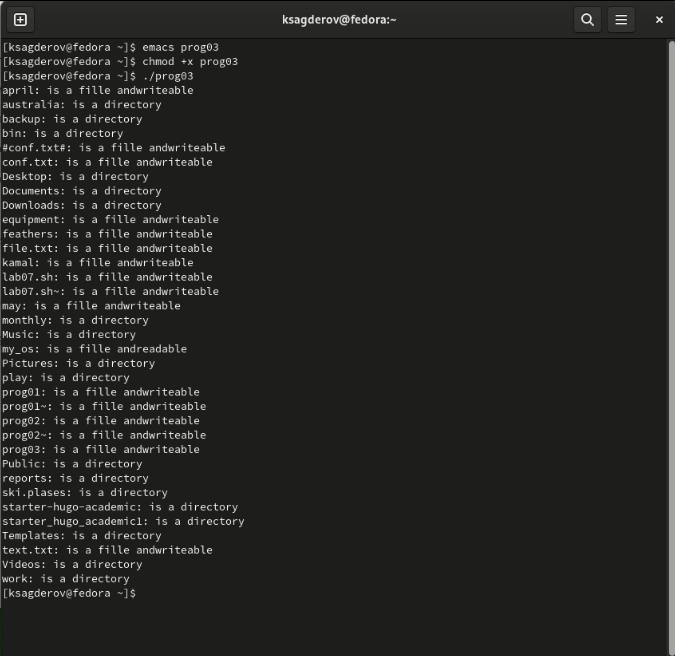 ksagderov@fedora:~
[ksagderov@fedora ~]$ emacs prog03
[ksagderov@fedora ~]$ chmod +x prog03
[ksagderov@fedora ~]$ ./prog03
april: is a fille andwriteable
australia: is a directory
backup: is a directory
bin: is a directory
#conf.txt#: is a fille andwriteable
conf.txt: is a fille andwriteable
Desktop: is a directory
Documents: is a directory
Downloads: is a directory
equipment: is a fille andwriteable
feathers: is a fille andwriteable
file.txt: is a fille andwriteable
kamal: is a fille andwriteable
lab07.sh: is a fille andwriteable
lab07.sh~: is a fille andwriteable
may: is a fille andwriteable
monthly: is a directory
Music: is a directory
my_os: is a fille andreadable
Pictures: is a directory
play: is a directory
prog01: is a fille andwriteable
prog01~: is a fille andwriteable
prog02: is a fille andwriteable
prog02~: is a fille andwriteable
prog03: is a fille andwriteable
Public: is a directory
reports: is a directory
ski.plases: is a directory
starter-hugo-academic: is a directory
starter_hugo_academic1: is a directory
Templates: is a directory
text.txt: is a fille andwriteable
Videos: is a directory
work: is a directory
[ksagderov@fedora ~]$